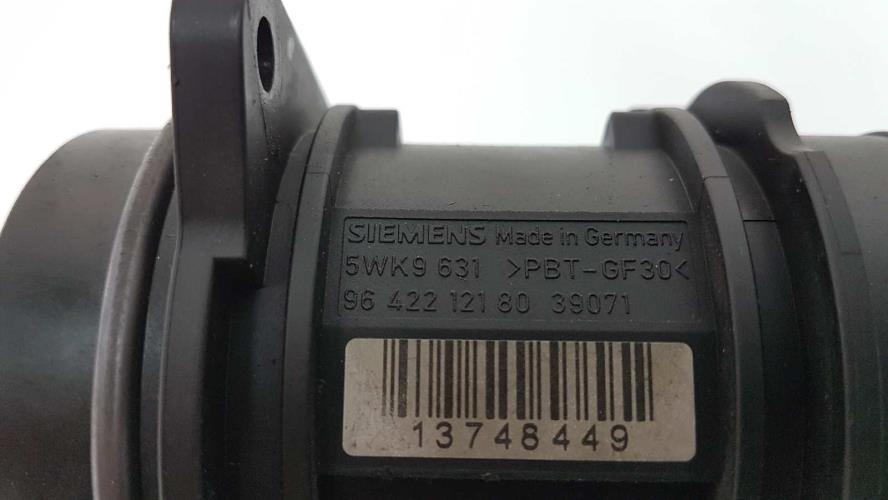 SIEMENS Made in Germany
5WK9 631 >PBT-GF30<
96 422 121 80 39071
13748449